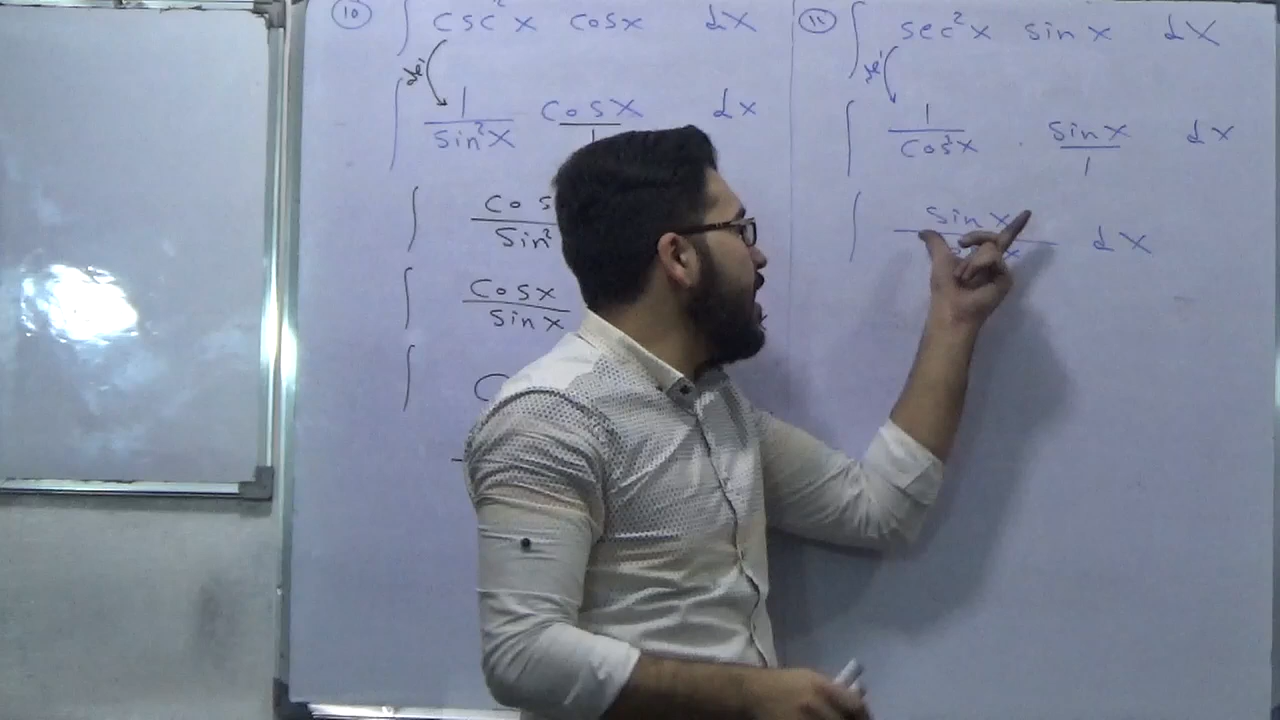 ⑩ ∫ csc²x cosx dx
∫ 1/sin²x cosx/1 dx
∫ cos / sin²
∫ cosx/sinx
∫ C
⑪ ∫ sec²x sinx dx
∫ 1/cos²x · sinx/1 dx
∫ sinx / x dx